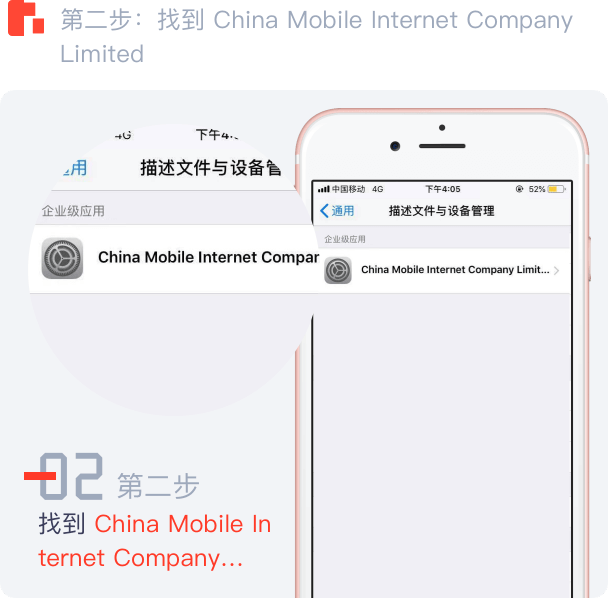 第二步：找到 China Mobile Internet Company
Limited
4G 下午4:
用 描述文件与设备管
企业级应用
China Mobile Internet Compar
中国移动 4G 下午4:05 52%
通用 描述文件与设备管理
企业级应用
China Mobile Internet Company Limit...
02 第二步
找到 China Mobile In
ternet Company...